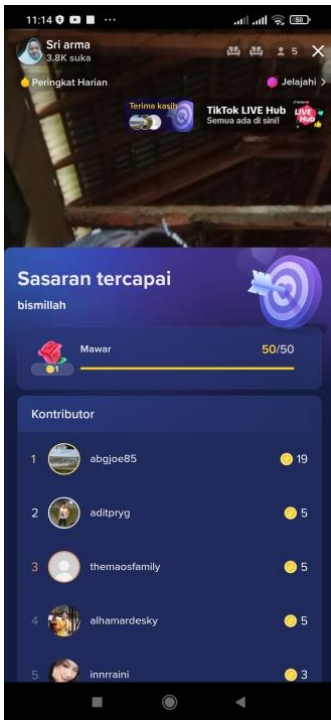 11:14
58
Sri arma
3.8K suka
5
Peringkat Harian
Jelajahi >
Terima kasih
TikTok LIVE Hub
Semua ada di sini!
LIVE
Hub
Sasaran tercapai
bismillah
Mawar
50/50
1
Kontributor
1 abgjoe85 19
2 aditpryg 5
3 themaosfamily 5
4 alhamardesky 5
5 innrraini 3